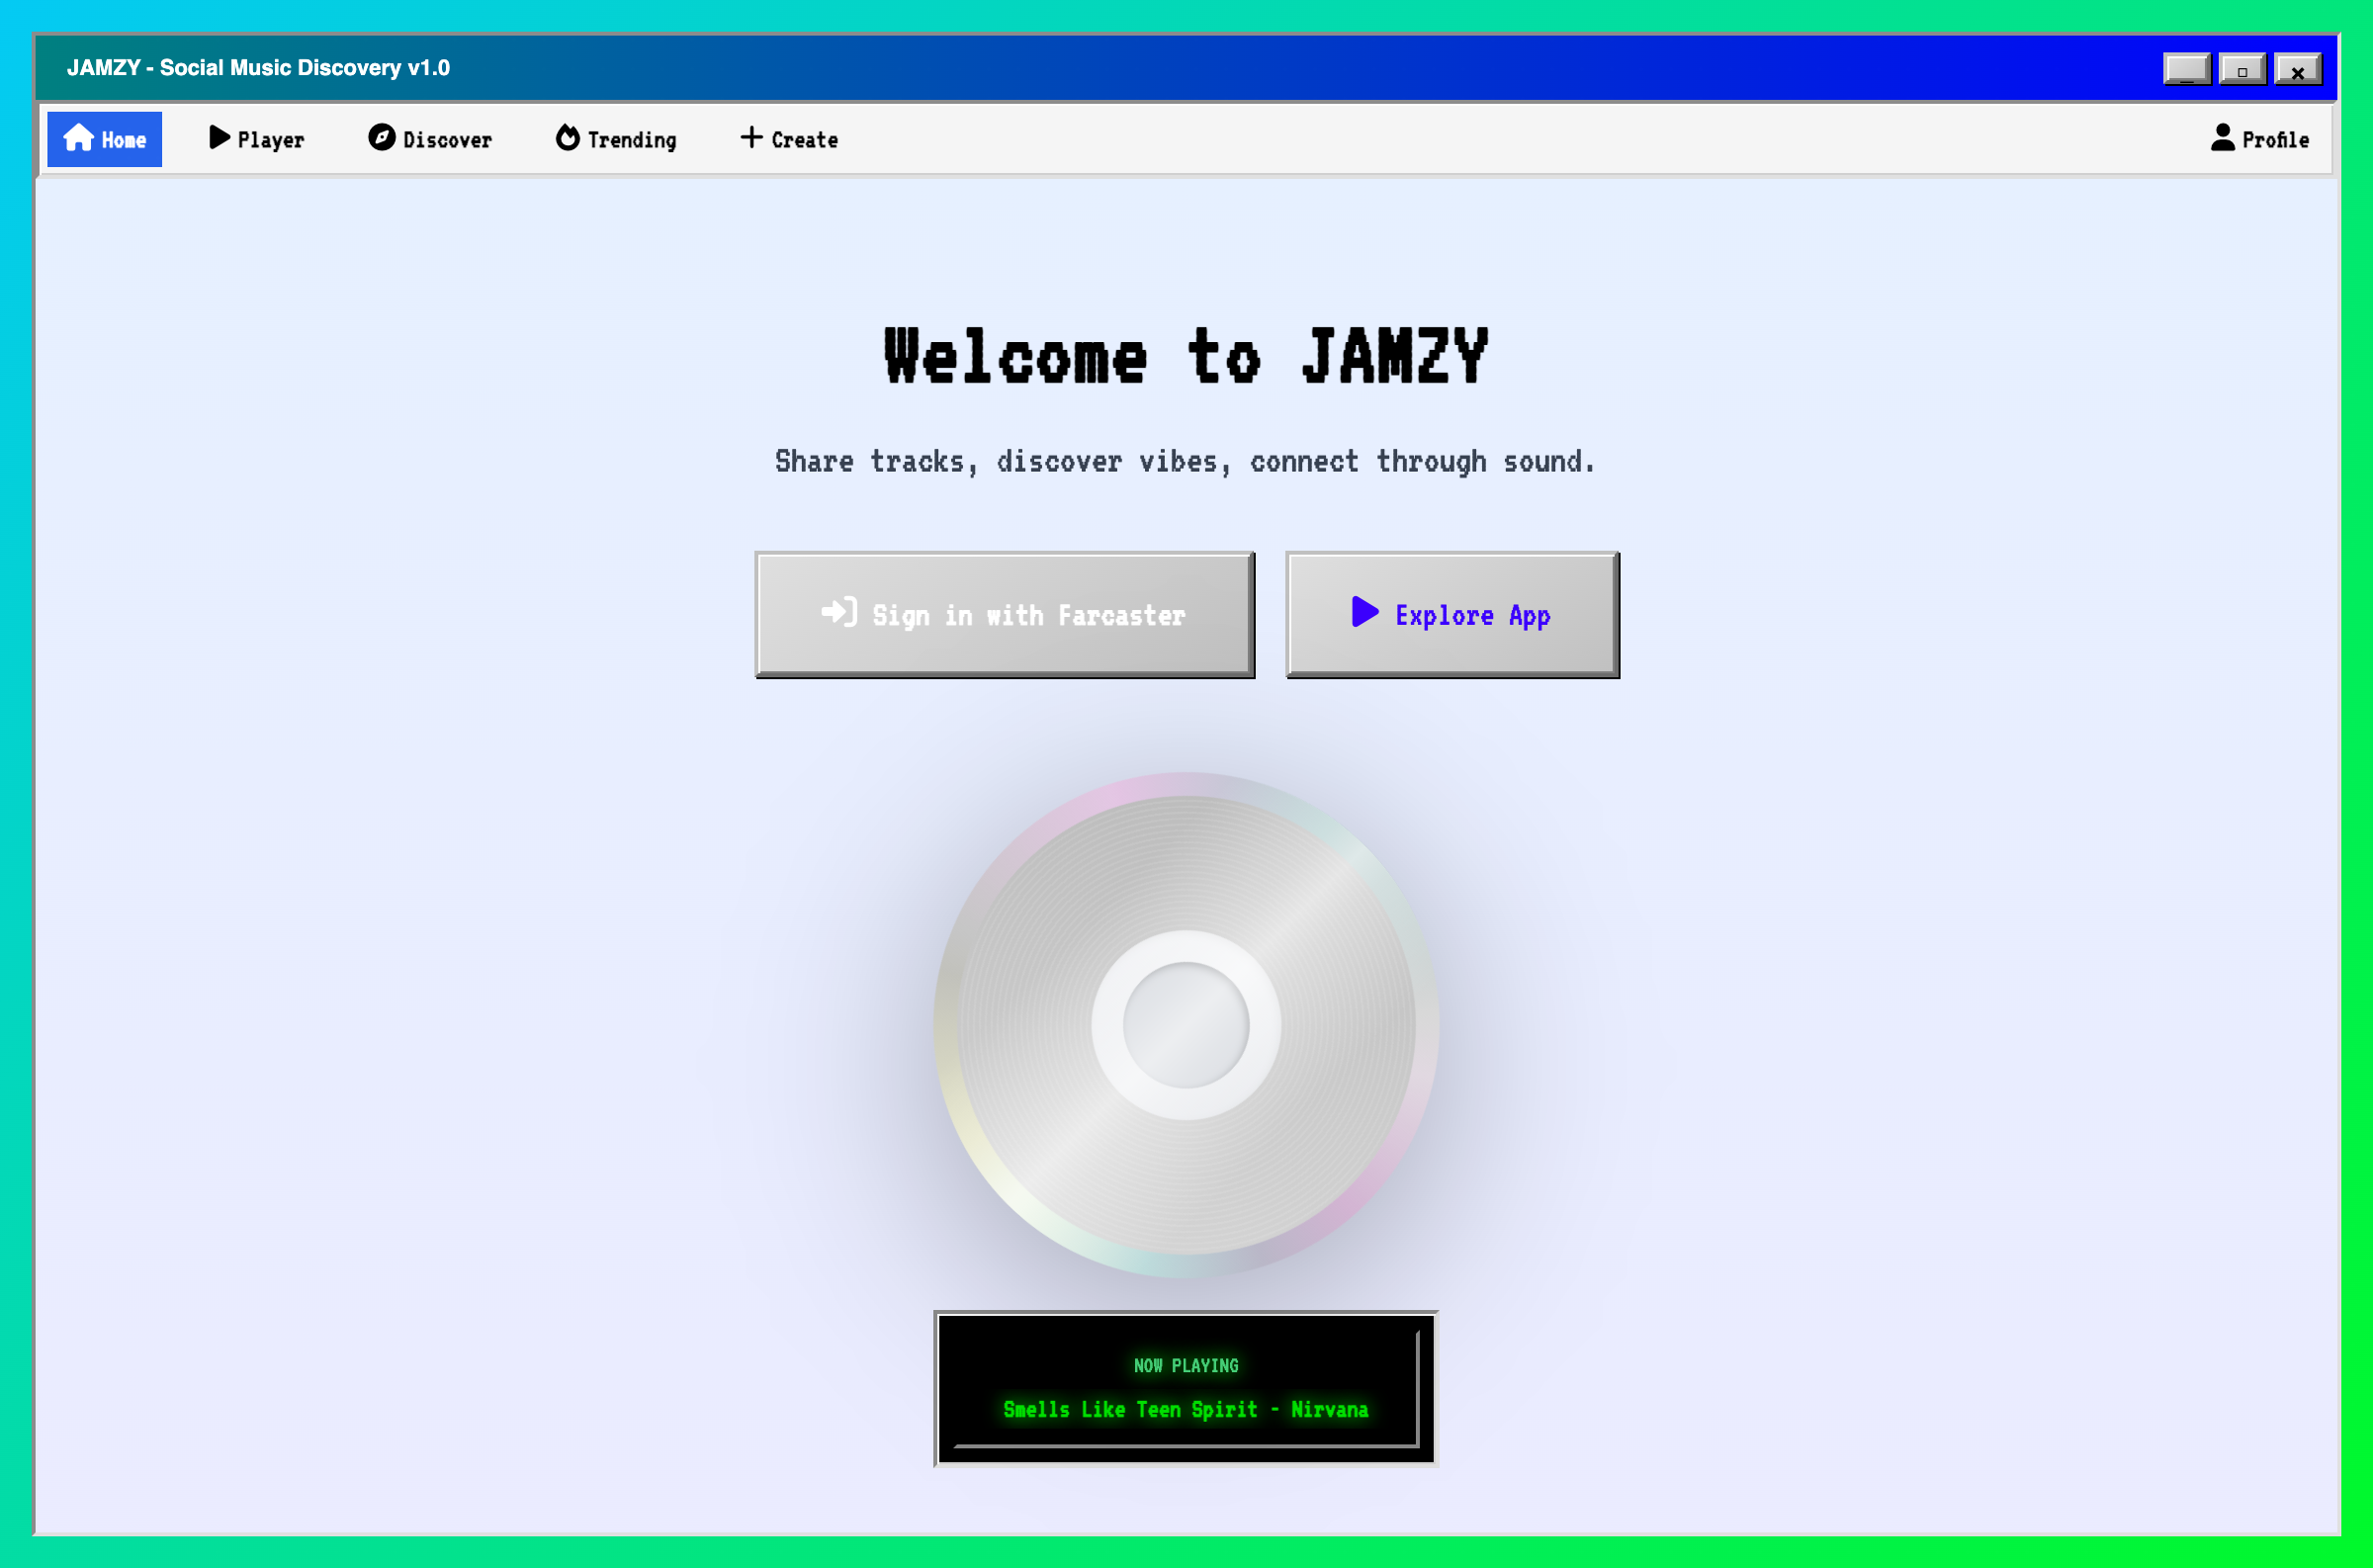 JAMZY - Social Music Discovery v1.0
Home Player Discover Trending Create Profile
Welcome to JAMZY
Share tracks, discover vibes, connect through sound.
Sign in with Farcaster Explore App
NOW PLAYING
Smells Like Teen Spirit - Nirvana